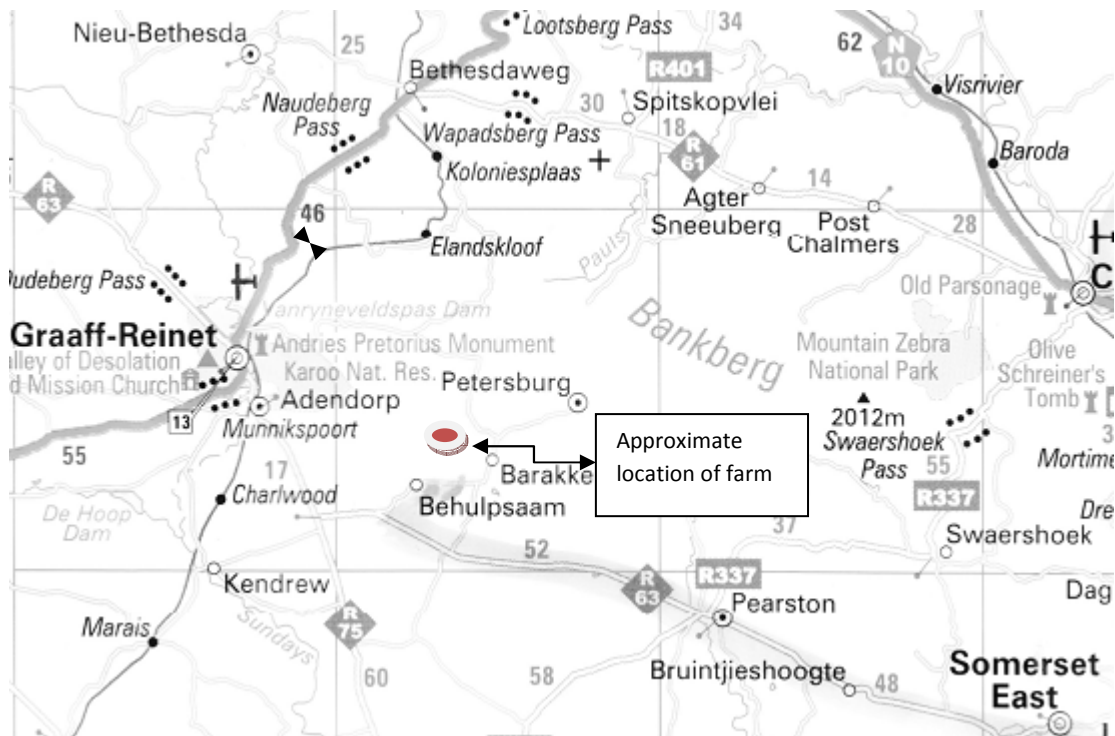 Lootsberg Pass
34
62
N
10
Nieu-Bethesda
25
Bethesdaweg
R401
Visrivier
Naudeberg
Pass
30
Spitskopvlei
Wapadsberg Pass
18
R
61
Koloniesplaas
Baroda
14
R
63
Agter
Sneeuberg
Post
Chalmers
28
46
Elandskloof
Pauls
Oudeberg Pass
Old Parsonage
C
Vanryneveldspas Dam
Bankberg
Graaff-Reinet
Andries Pretorius Monument
Mountain Zebra
National Park
Olive
Schreiner's
Tomb
alley of Desolation
d Mission Church
Karoo Nat. Res.
Petersburg
Adendorp
13
Munnikspoort
2012m
Swaershoek
Pass
Approximate
location of farm
55
17
Barakke
55
Mortime
R337
Charlwood
Behulpsaam
De Hoop
Dam
37
Dre
Swaershoek
52
Kendrew
R
63
R337
Dag
Pearston
Marais
R
75
Sundays
Bruintjieshoogte
60
58
48
Somerset
East